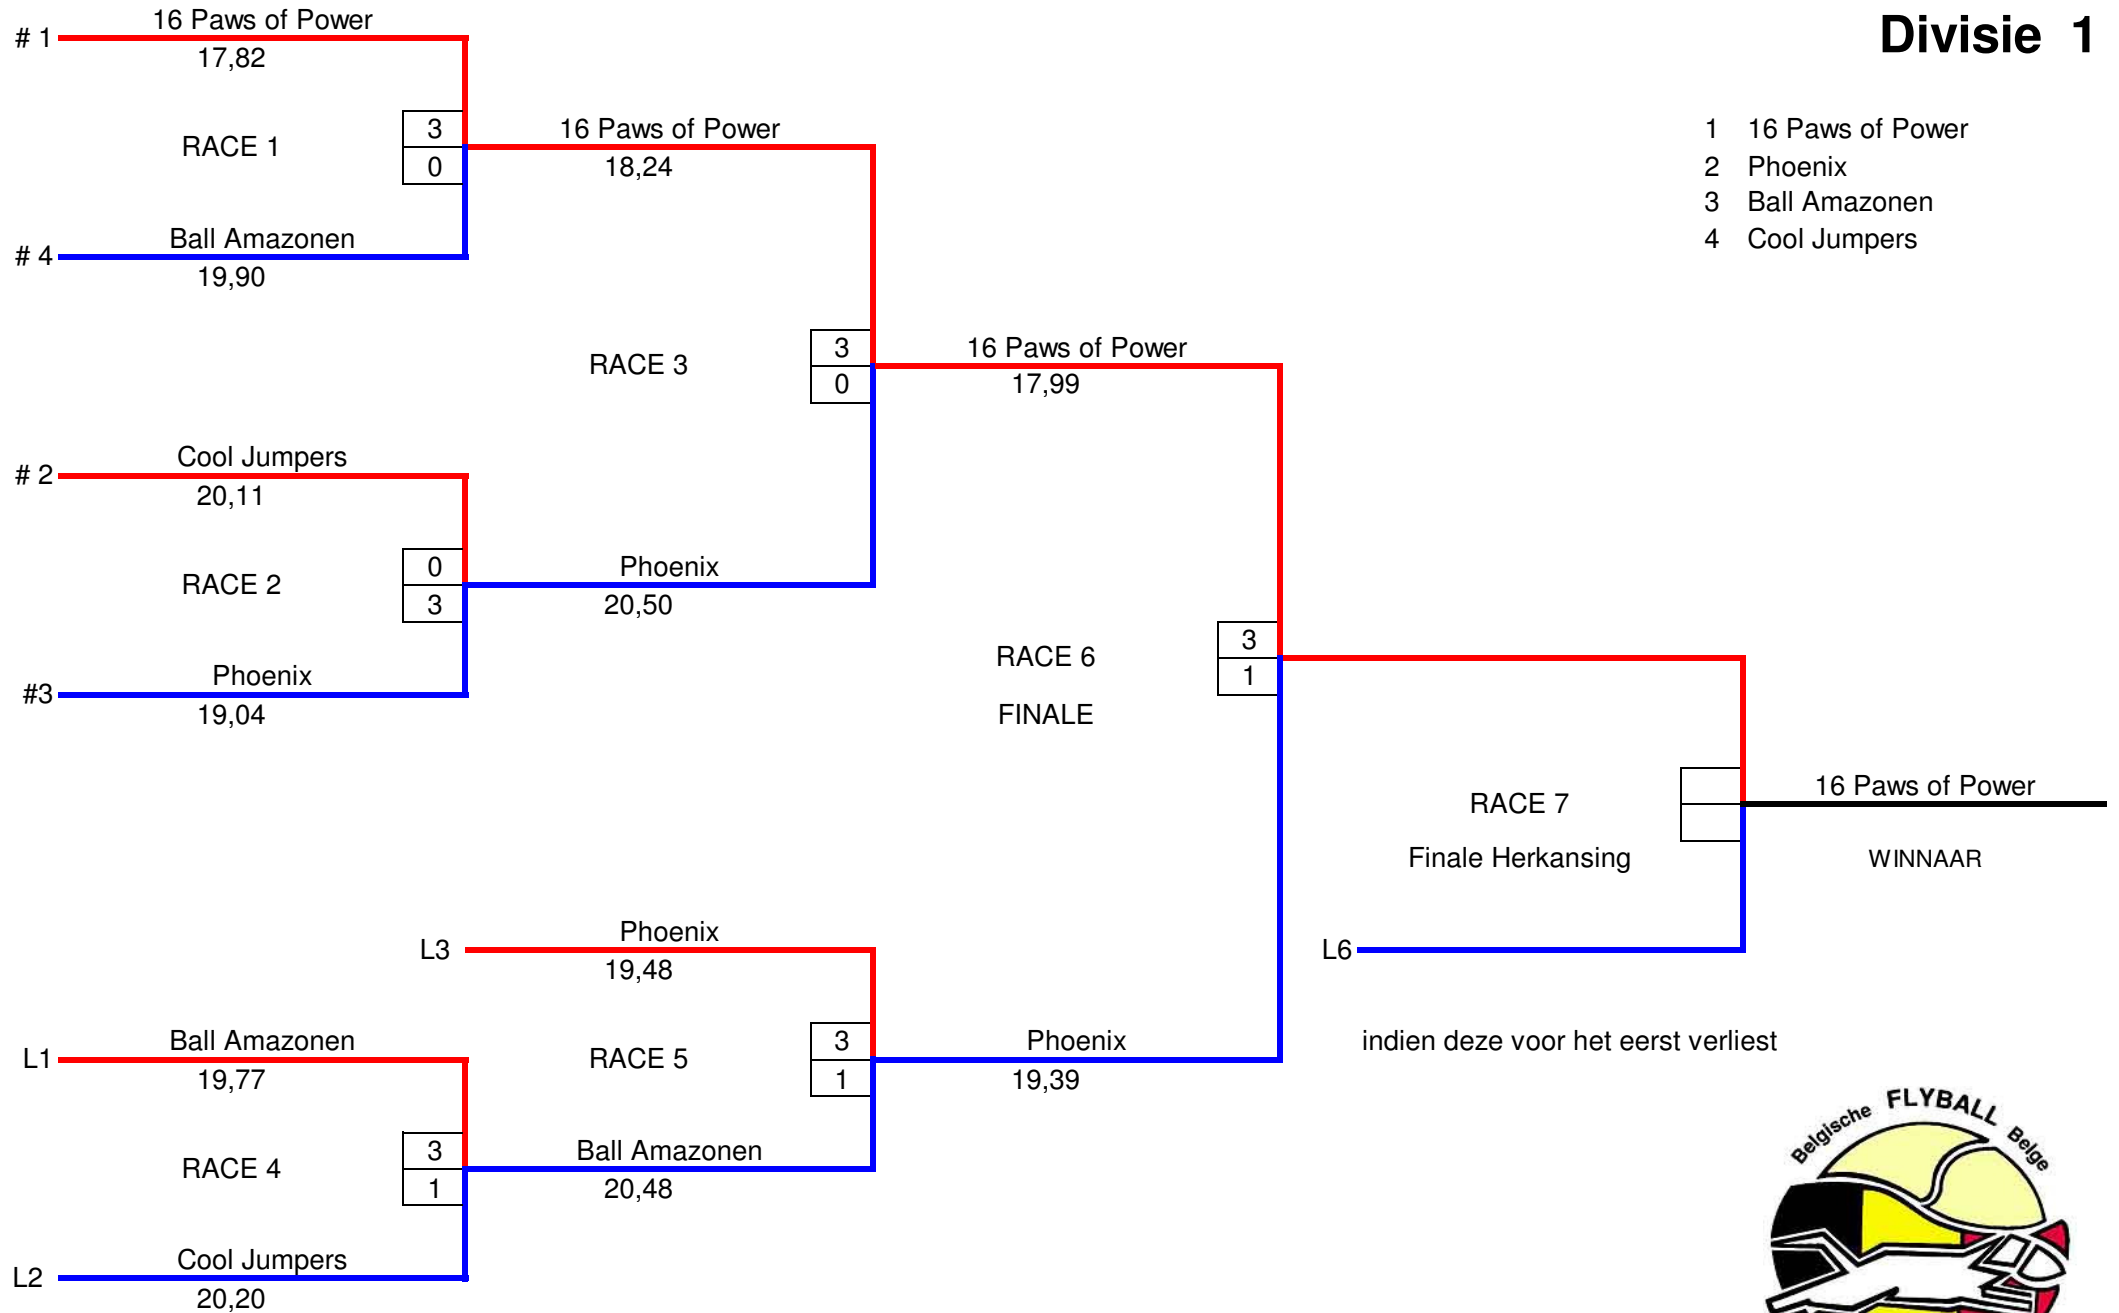 Divisie 1
# 1
16 Paws of Power
17,82
RACE 1
3
0
# 4
Ball Amazonen
19,90
16 Paws of Power
18,24
1 16 Paws of Power
2 Phoenix
3 Ball Amazonen
4 Cool Jumpers
RACE 3
3
0
16 Paws of Power
17,99
# 2
Cool Jumpers
20,11
RACE 2
0
3
Phoenix
20,50
#3
Phoenix
19,04
RACE 6
FINALE
3
1
RACE 7
Finale Herkansing
16 Paws of Power
WINNAAR
L3
Phoenix
19,48
L6
RACE 5
3
1
Phoenix
19,39
indien deze voor het eerst verliest
L1
Ball Amazonen
19,77
RACE 4
3
1
Ball Amazonen
20,48
L2
Cool Jumpers
20,20
Belgische FLYBALL Belge